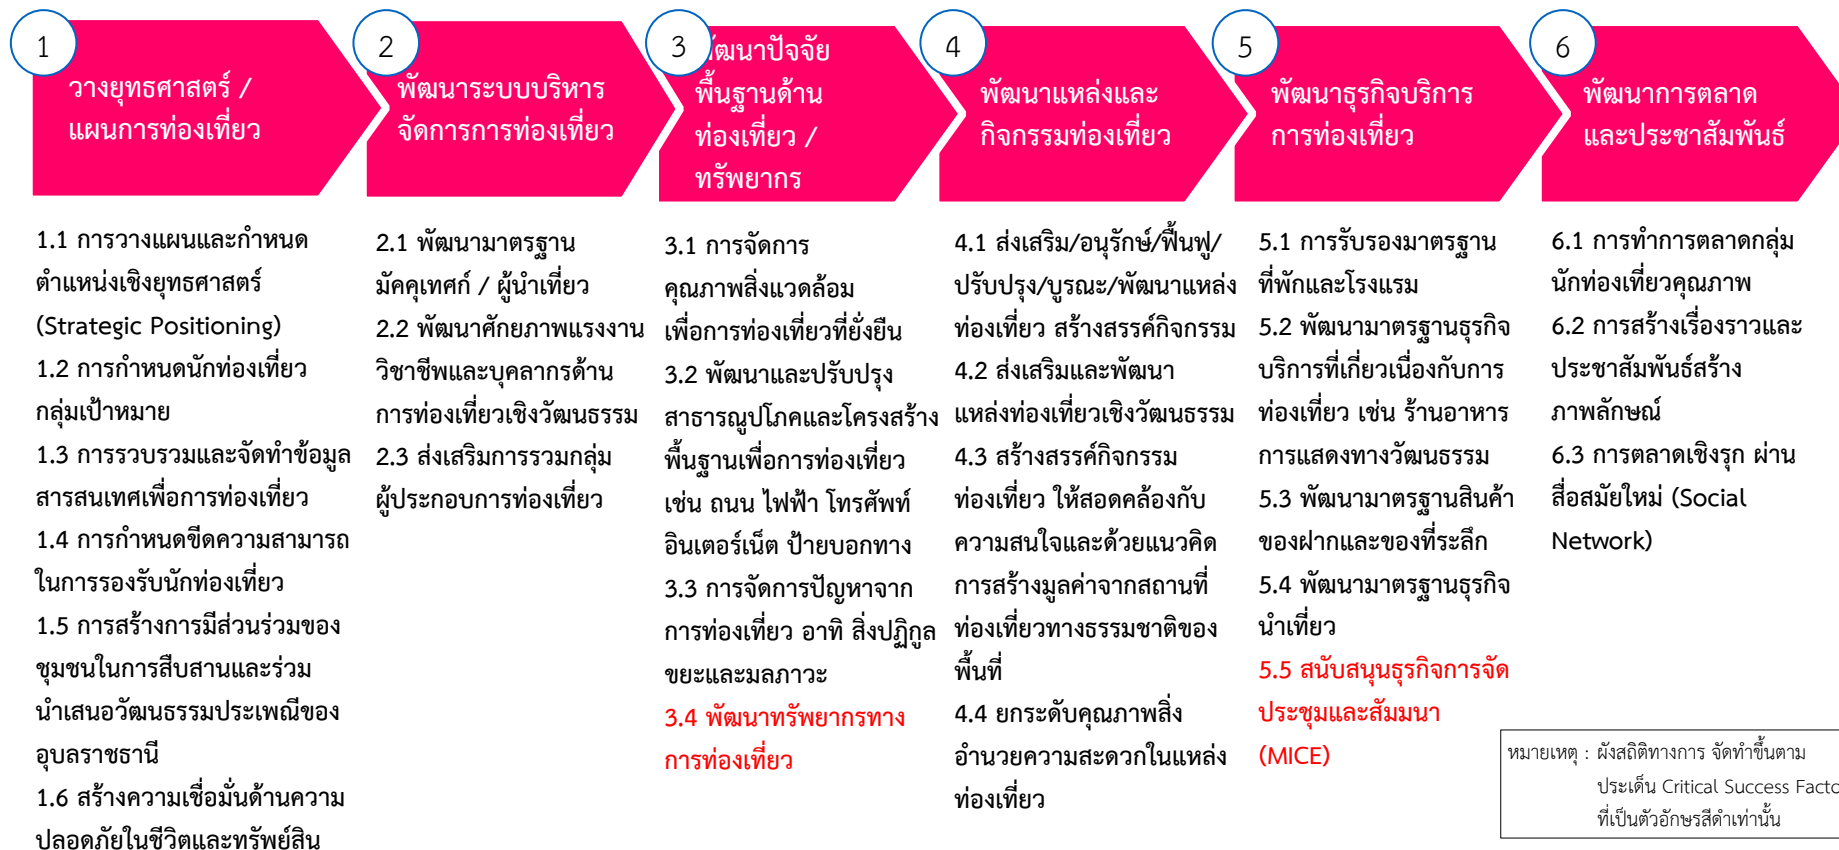 1
วางยุทธศาสตร์ /
แผนการท่องเที่ยว
1.1 การวางแผนและกำหนด
ตำแหน่งเชิงยุทธศาสตร์
(Strategic Positioning)
1.2 การกำหนดนักท่องเที่ยว
กลุ่มเป้าหมาย
1.3 การรวบรวมและจัดทำข้อมูล
สารสนเทศเพื่อการท่องเที่ยว
1.4 การกำหนดขีดความสามารถ
ในการรองรับนักท่องเที่ยว
1.5 การสร้างการมีส่วนร่วมของ
ชุมชนในการสืบสานและร่วม
นำเสนอวัฒนธรรมประเพณีของ
อุบลราชธานี
1.6 สร้างความเชื่อมั่นด้านความ
ปลอดภัยในชีวิตและทรัพย์สิน
2
พัฒนาระบบบริหาร
จัดการการท่องเที่ยว
2.1 พัฒนามาตรฐาน
มัคคุเทศก์ / ผู้นำเที่ยว
2.2 พัฒนาศักยภาพแรงงาน
วิชาชีพและบุคลากรด้าน
การท่องเที่ยวเชิงวัฒนธรรม
2.3 ส่งเสริมการรวมกลุ่ม
ผู้ประกอบการท่องเที่ยว
3
พัฒนาปัจจัย
พื้นฐานด้าน
ท่องเที่ยว /
ทรัพยากร
3.1 การจัดการ
คุณภาพสิ่งแวดล้อม
เพื่อการท่องเที่ยวที่ยั่งยืน
3.2 พัฒนาและปรับปรุง
สาธารณูปโภคและโครงสร้าง
พื้นฐานเพื่อการท่องเที่ยว
เช่น ถนน ไฟฟ้า โทรศัพท์
อินเตอร์เน็ต ป้ายบอกทาง
3.3 การจัดการปัญหาจาก
การท่องเที่ยว อาทิ สิ่งปฏิกูล
ขยะและมลภาวะ
3.4 พัฒนาทรัพยากรทาง
การท่องเที่ยว
4
พัฒนาแหล่งและ
กิจกรรมท่องเที่ยว
4.1 ส่งเสริม/อนุรักษ์/ฟื้นฟู/
ปรับปรุง/บูรณะ/พัฒนาแหล่ง
ท่องเที่ยว สร้างสรรค์กิจกรรม
4.2 ส่งเสริมและพัฒนา
แหล่งท่องเที่ยวเชิงวัฒนธรรม
4.3 สร้างสรรค์กิจกรรม
ท่องเที่ยว ให้สอดคล้องกับ
ความสนใจและด้วยแนวคิด
การสร้างมูลค่าจากสถานที่
ท่องเที่ยวทางธรรมชาติของ
พื้นที่
4.4 ยกระดับคุณภาพสิ่ง
อำนวยความสะดวกในแหล่ง
ท่องเที่ยว
5
พัฒนาธุรกิจบริการ
การท่องเที่ยว
5.1 การรับรองมาตรฐาน
ที่พักและโรงแรม
5.2 พัฒนามาตรฐานธุรกิจ
บริการที่เกี่ยวเนื่องกับการ
ท่องเที่ยว เช่น ร้านอาหาร
การแสดงทางวัฒนธรรม
5.3 พัฒนามาตรฐานสินค้า
ของฝากและของที่ระลึก
5.4 พัฒนามาตรฐานธุรกิจ
นำเที่ยว
5.5 สนับสนุนธุรกิจการจัด
ประชุมและสัมมนา
(MICE)
6
พัฒนาการตลาด
และประชาสัมพันธ์
6.1 การทำการตลาดกลุ่ม
นักท่องเที่ยวคุณภาพ
6.2 การสร้างเรื่องราวและ
ประชาสัมพันธ์สร้าง
ภาพลักษณ์
6.3 การตลาดเชิงรุก ผ่าน
สื่อสมัยใหม่ (Social
Network)
หมายเหตุ : ผังสถิติทางการ จัดทำขึ้นตาม
ประเด็น Critical Success Facto
ที่เป็นตัวอักษรสีดำเท่านั้น